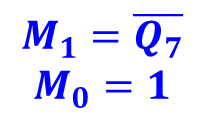 M₁ = Q̅₇
M₀ = 1